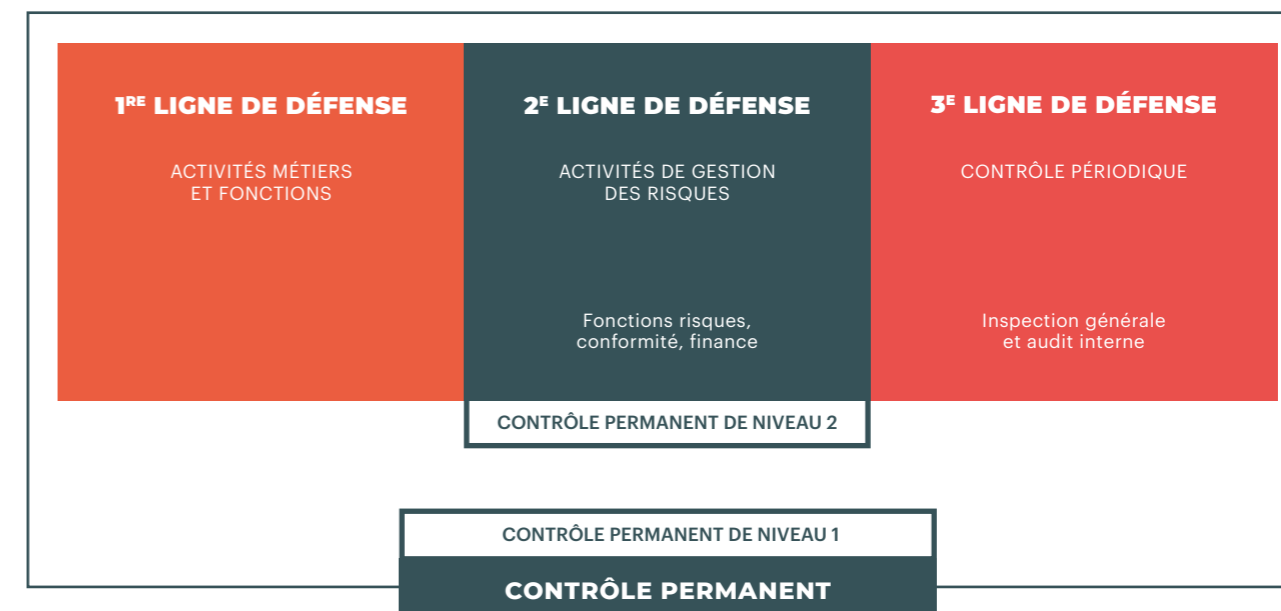 1RE LIGNE DE DÉFENSE
ACTIVITÉS MÉTIERS
ET FONCTIONS
2E LIGNE DE DÉFENSE
ACTIVITÉS DE GESTION
DES RISQUES
Fonctions risques,
conformité, finance
3E LIGNE DE DÉFENSE
CONTRÔLE PÉRIODIQUE
Inspection générale
et audit interne
CONTRÔLE PERMANENT DE NIVEAU 2
CONTRÔLE PERMANENT DE NIVEAU 1
CONTRÔLE PERMANENT